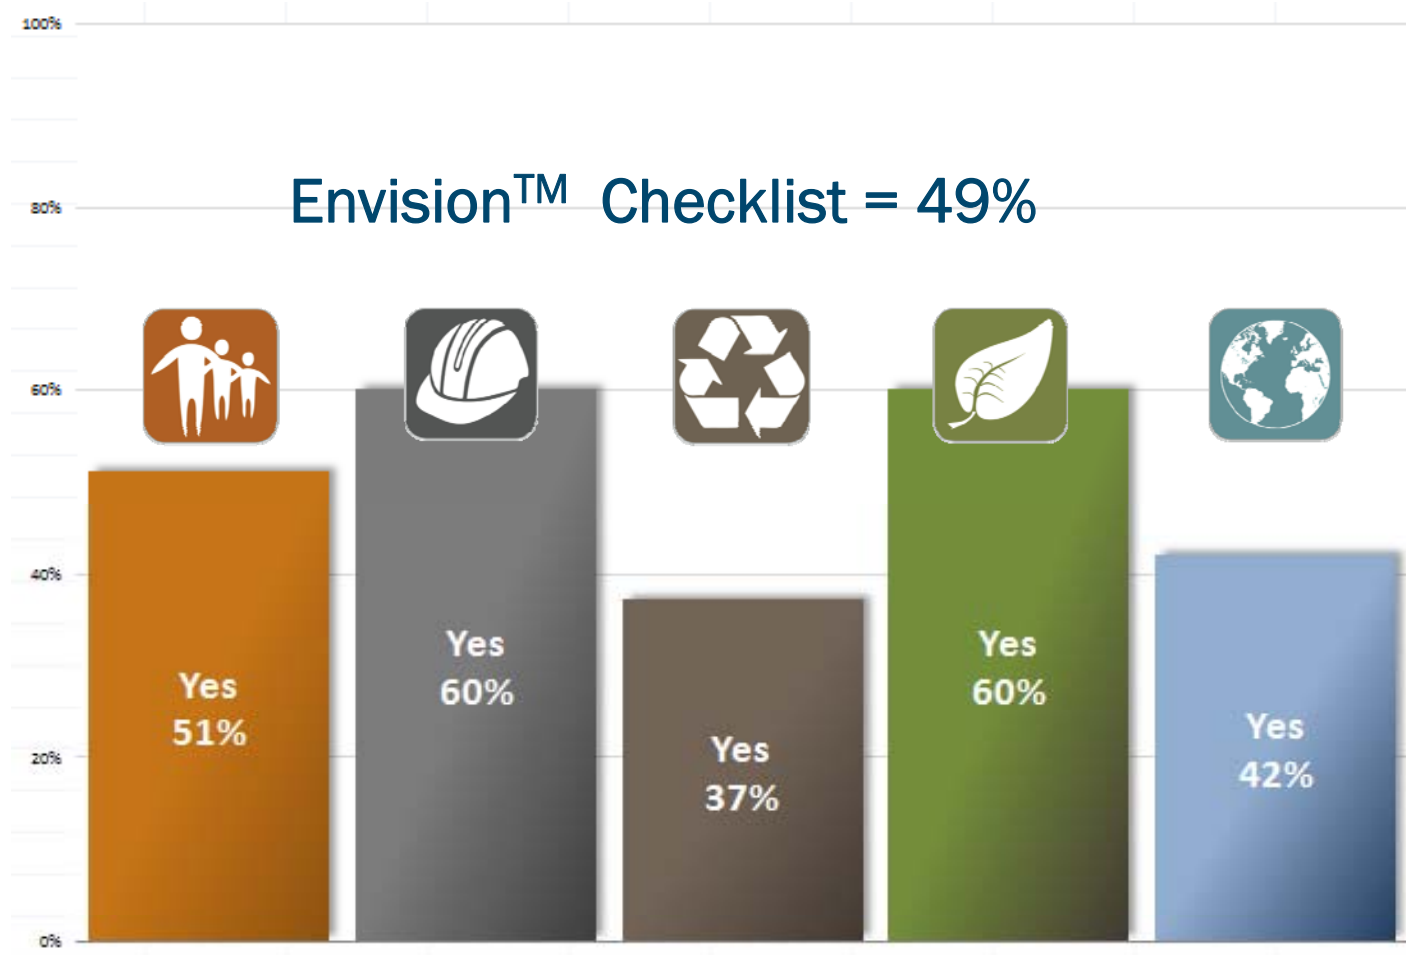 100%
Envision™ Checklist = 49%
80%
60%
40%
Yes
60%
Yes
60%
Yes
51%
Yes
42%
Yes
37%
20%
0%